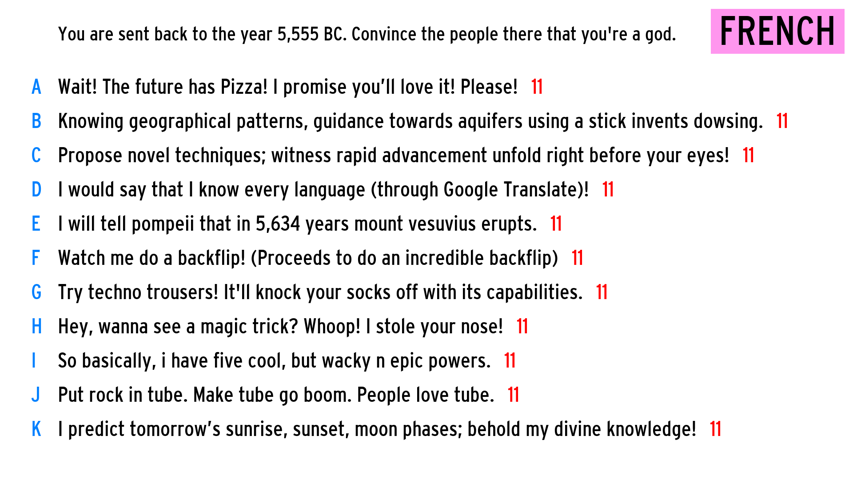 You are sent back to the year 5,555 BC. Convince the people there that you're a god. FRENCH
A Wait! The future has Pizza! I promise you’ll love it! Please! 11
B Knowing geographical patterns, guidance towards aquifers using a stick invents dowsing. 11
C Propose novel techniques; witness rapid advancement unfold right before your eyes! 11
D I would say that I know every language (through Google Translate)! 11
E I will tell pompeii that in 5,634 years mount vesuvius erupts. 11
F Watch me do a backflip! (Proceeds to do an incredible backflip) 11
G Try techno trousers! It'll knock your socks off with its capabilities. 11
H Hey, wanna see a magic trick? Whoop! I stole your nose! 11
I So basically, i have five cool, but wacky n epic powers. 11
J Put rock in tube. Make tube go boom. People love tube. 11
K I predict tomorrow’s sunrise, sunset, moon phases; behold my divine knowledge! 11